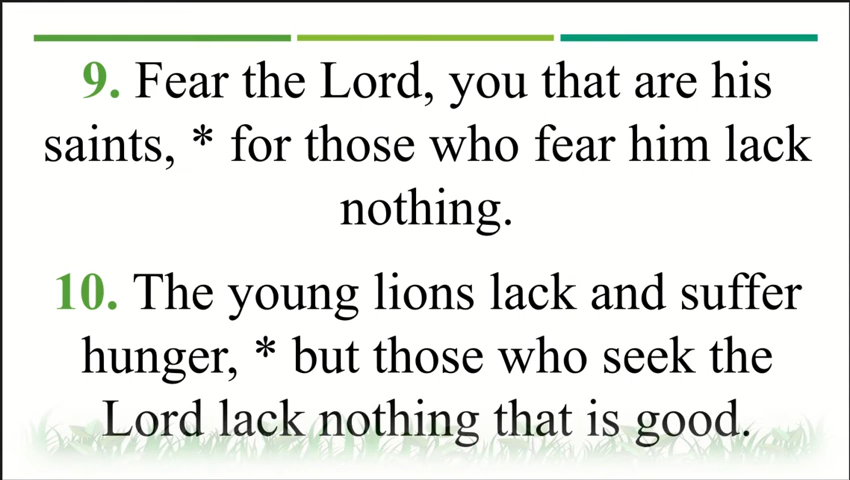 9. Fear the Lord, you that are his
saints, * for those who fear him lack
nothing.
10. The young lions lack and suffer
hunger, * but those who seek the
Lord lack nothing that is good.